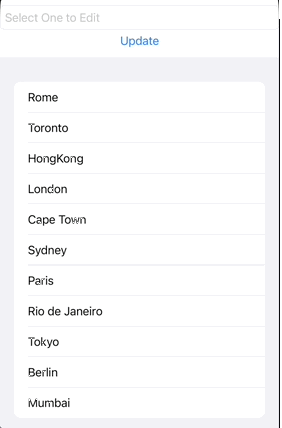 Select One to Edit
Update
Rome
Toronto
HongKong
London
Cape Town
Sydney
Paris
Rio de Janeiro
Tokyo
Berlin
Mumbai